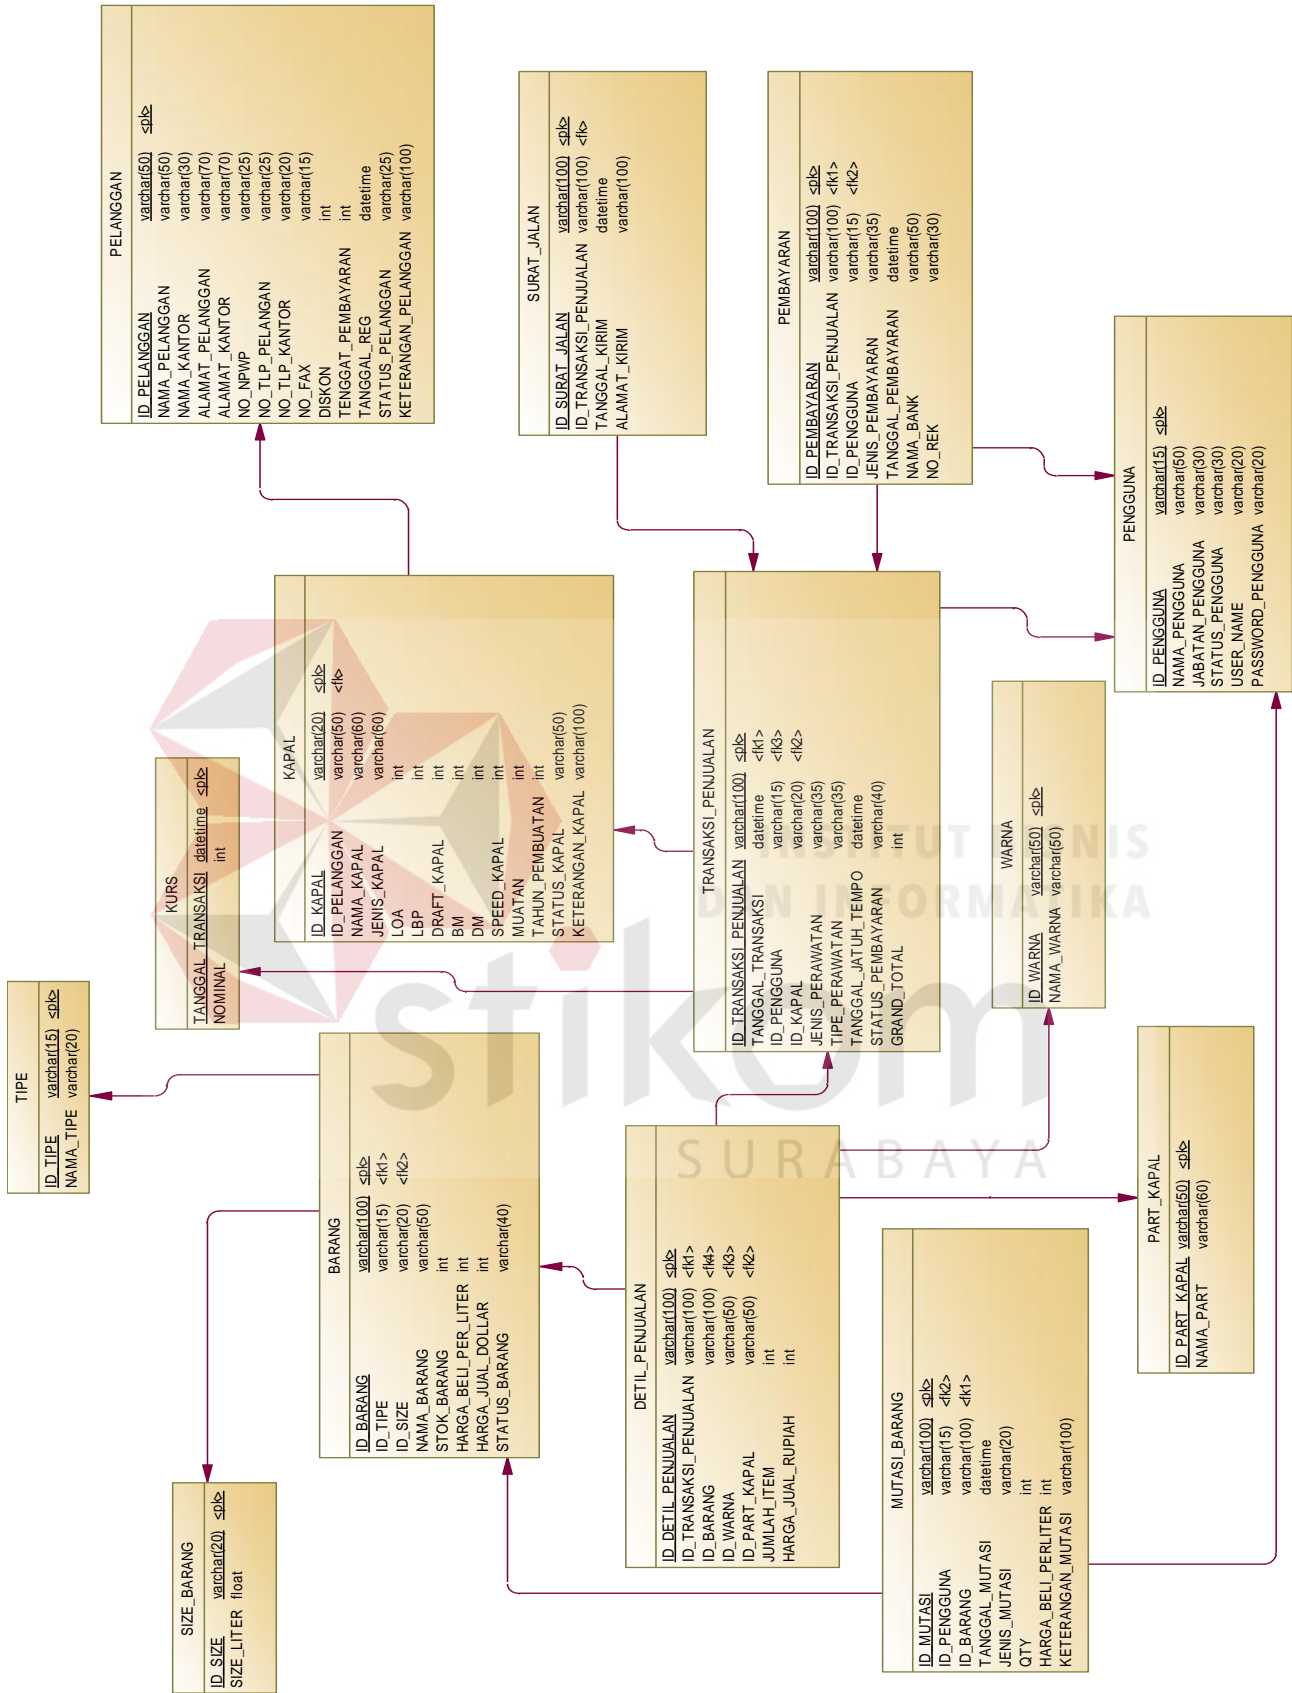 PELANGGAN
ID_PELANGGAN varchar(50) <pk>
NAMA_PELANGGAN varchar(50)
NAMA_KANTOR varchar(30)
ALAMAT_PELANGGAN varchar(70)
ALAMAT_KANTOR varchar(70)
NO_NPWP varchar(25)
NO_TLP_PELANGAN varchar(25)
NO_TLP_KANTOR varchar(20)
NO_FAX varchar(15)
DISKON int
TENGGAT_PEMBAYARAN int
TANGGAL_REG datetime
STATUS_PELANGGAN varchar(25)
KETERANGAN_PELANGGAN varchar(100)
SURAT_JALAN
ID_SURAT_JALAN varchar(100) <pk>
ID_TRANSAKSI_PENJUALAN varchar(100) <fk>
TANGGAL_KIRIM datetime
ALAMAT_KIRIM varchar(100)
PEMBAYARAN
ID_PEMBAYARAN varchar(100) <pk>
ID_TRANSAKSI_PENJUALAN varchar(100) <fk1>
ID_PENGGUNA varchar(15) <fk2>
JENIS_PEMBAYARAN varchar(35)
TANGGAL_PEMBAYARAN datetime
NAMA_BANK varchar(50)
NO_REK varchar(30)
PENGGUNA
ID_PENGGUNA varchar(15) <pk>
NAMA_PENGGUNA varchar(50)
JABATAN_PENGGUNA varchar(30)
STATUS_PENGGUNA varchar(30)
USER_NAME varchar(20)
PASSWORD_PENGGUNA varchar(20)
KURS
TANGGAL_TRANSAKSI datetime <pk>
NOMINAL int
KAPAL
ID_KAPAL varchar(20) <pk>
ID_PELANGGAN varchar(50) <fk>
NAMA_KAPAL varchar(60)
JENIS_KAPAL varchar(60)
LOA int
LBP int
DRAFT_KAPAL int
BM int
DM int
SPEED_KAPAL int
MUATAN int
TAHUN_PEMBUATAN int
STATUS_KAPAL varchar(50)
KETERANGAN_KAPAL varchar(100)
TRANSAKSI_PENJUALAN
ID_TRANSAKSI_PENJUALAN varchar(100) <pk>
TANGGAL_TRANSAKSI datetime <fk1>
ID_PENGGUNA varchar(15) <fk3>
ID_KAPAL varchar(20) <fk2>
JENIS_PERAWATAN varchar(35)
TIPE_PERAWATAN varchar(35)
TANGGAL_JATUH_TEMPO datetime
STATUS_PEMBAYARAN varchar(40)
GRAND_TOTAL int
WARNA
ID_WARNA varchar(50) <pk>
NAMA_WARNA varchar(50)
TIPE
ID_TIPE varchar(15) <pk>
NAMA_TIPE varchar(20)
BARANG
ID_BARANG varchar(100) <pk>
ID_TIPE varchar(15) <fk1>
ID_SIZE varchar(20) <fk2>
NAMA_BARANG varchar(50)
STOK_BARANG int
HARGA_BELI_PER_LITER int
HARGA_JUAL_DOLLAR int
STATUS_BARANG varchar(40)
DETIL_PENJUALAN
ID_DETIL_PENJUALAN varchar(100) <pk>
ID_TRANSAKSI_PENJUALAN varchar(100) <fk1>
ID_BARANG varchar(100) <fk4>
ID_WARNA varchar(50) <fk3>
ID_PART_KAPAL varchar(50) <fk2>
JUMLAH_ITEM int
HARGA_JUAL_RUPIAH int
PART_KAPAL
ID_PART_KAPAL varchar(50) <pk>
NAMA_PART varchar(60)
SIZE_BARANG
ID_SIZE varchar(20) <pk>
SIZE_LITER float
MUTASI_BARANG
ID_MUTASI varchar(100) <pk>
ID_PENGGUNA varchar(15) <fk2>
ID_BARANG varchar(100) <fk1>
TANGGAL_MUTASI datetime
JENIS_MUTASI varchar(20)
QTY int
HARGA_BELI_PERLITER int
KETERANGAN_MUTASI varchar(100)
INSTITUT BISNIS
DAN INFORMATIKA
stikom
SURABAYA